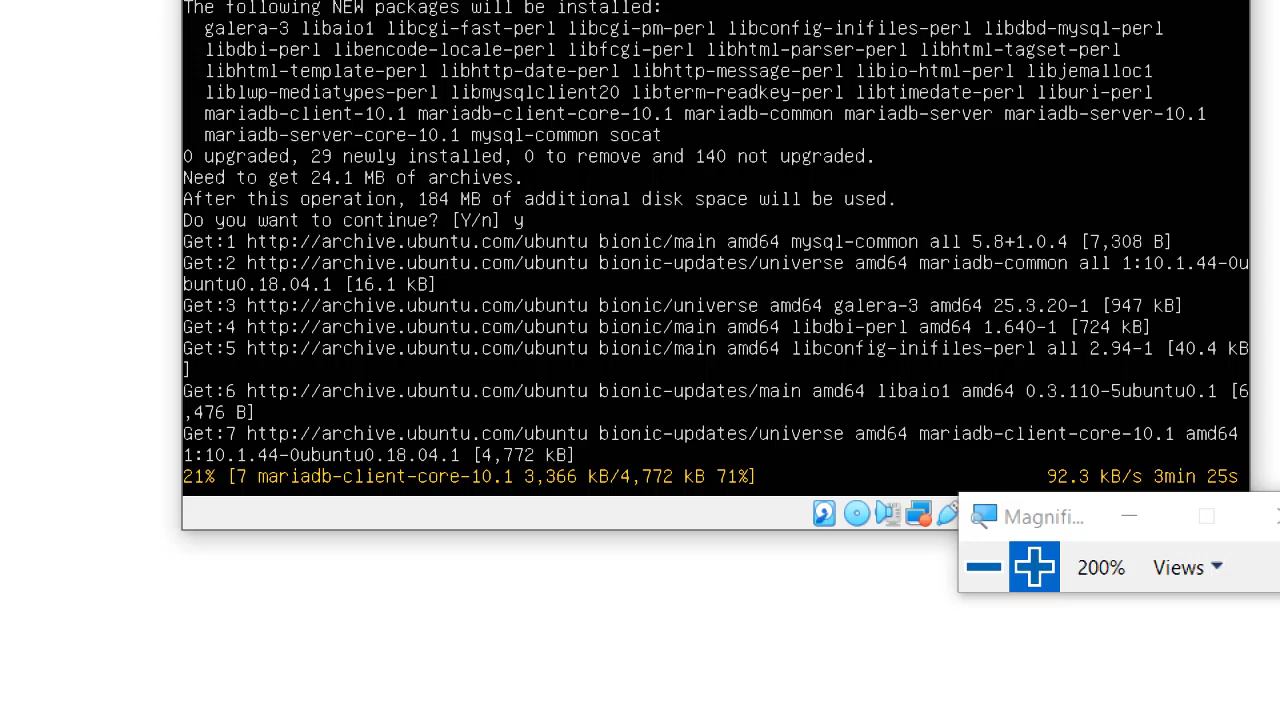 The following NEW packages will be installed:
galera-3 libaio1 libcgi-fast-perl libcgi-pm-perl libconfig-inifiles-perl libdbd-mysql-perl
libdbi-perl libencode-locale-perl libfcgi-perl libhtml-parser-perl libhtml-tagset-perl
libhtml-template-perl libhttp-date-perl libhttp-message-perl libio-html-perl libjemalloc1
liblwp-mediatypes-perl libmysqlclient20 libterm-readkey-perl libtimedate-perl liburi-perl
mariadb-client-10.1 mariadb-client-core-10.1 mariadb-common mariadb-server mariadb-server-10.1
mariadb-server-core-10.1 mysql-common socat
0 upgraded, 29 newly installed, 0 to remove and 140 not upgraded.
Need to get 24.1 MB of archives.
After this operation, 184 MB of additional disk space will be used.
Do you want to continue? [Y/n] y
Get:1 http://archive.ubuntu.com/ubuntu bionic/main amd64 mysql-common all 5.8+1.0.4 [7,308 B]
Get:2 http://archive.ubuntu.com/ubuntu bionic-updates/universe amd64 mariadb-common all 1:10.1.44-0u
buntu0.18.04.1 [16.1 kB]
Get:3 http://archive.ubuntu.com/ubuntu bionic/universe amd64 galera-3 amd64 25.3.20-1 [947 kB]
Get:4 http://archive.ubuntu.com/ubuntu bionic/main amd64 libdbi-perl amd64 1.640-1 [724 kB]
Get:5 http://archive.ubuntu.com/ubuntu bionic/main amd64 libconfig-inifiles-perl all 2.94-1 [40.4 kB
]
Get:6 http://archive.ubuntu.com/ubuntu bionic-updates/main amd64 libaio1 amd64 0.3.110-5ubuntu0.1 [6
,476 B]
Get:7 http://archive.ubuntu.com/ubuntu bionic-updates/universe amd64 mariadb-client-core-10.1 amd64
1:10.1.44-0ubuntu0.18.04.1 [4,772 kB]
21% [7 mariadb-client-core-10.1 3,366 kB/4,772 kB 71%] 92.3 kB/s 3min 25s
Magnifi...
200% Views